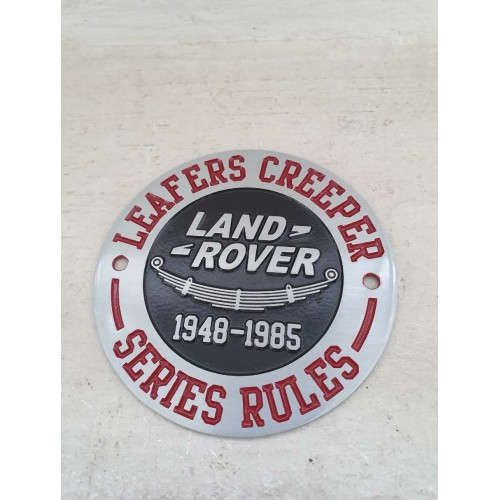 LEAFERS CREEPER
LAND
ROVER
1948-1985
SERIES RULES